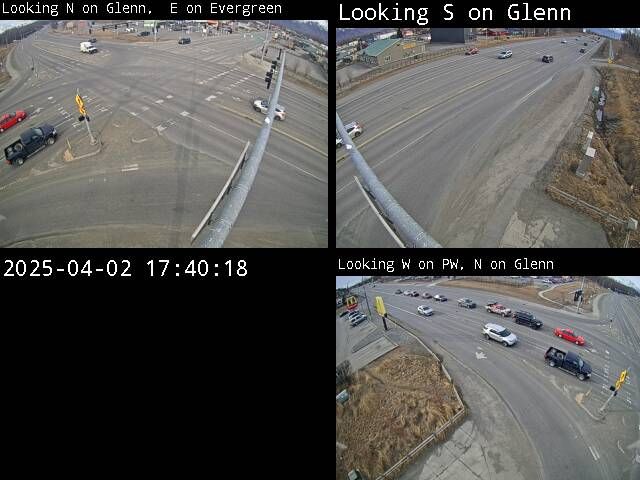 Looking N on Glenn,  E on Evergreen
Looking S on Glenn
2025-04-02 17:40:18
Looking W on PW, N on Glenn